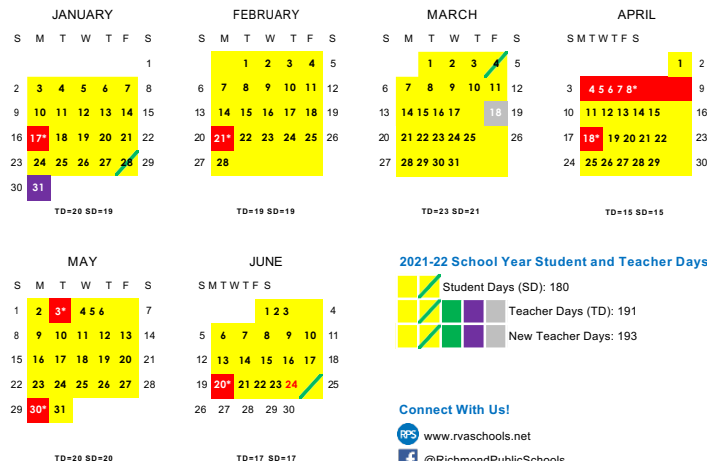 JANUARY
S M T W T F S
1
2 3 4 5 6 7 8
9 10 11 12 13 14 15
16 17* 18 19 20 21 22
23 24 25 26 27 28 29
30 31
TD=20 SD=19
FEBRUARY
S M T W T F S
1 2 3 4 5
6 7 8 9 10 11 12
13 14 15 16 17 18 19
20 21* 22 23 24 25 26
27 28
TD=19 SD=19
MARCH
S M T W T F S
1 2 3 4 5
6 7 8 9 10 11 12
13 14 15 16 17 18 19
20 21 22 23 24 25 26
27 28 29 30 31
TD=23 SD=21
APRIL
S M T W T F S
1 2
3 4 5 6 7 8* 9
10 11 12 13 14 15 16
17 18* 19 20 21 22 23
24 25 26 27 28 29 30
TD=15 SD=15
MAY
S M T W T F S
1 2 3* 4 5 6 7
8 9 10 11 12 13 14
15 16 17 18 19 20 21
22 23 24 25 26 27 28
29 30* 31
TD=20 SD=20
JUNE
S M T W T F S
1 2 3 4
5 6 7 8 9 10 11
12 13 14 15 16 17 18
19 20* 21 22 23 24 25
26 27 28 29 30
TD=17 SD=17
2021-22 School Year Student and Teacher Days
Student Days (SD): 180
Teacher Days (TD): 191
New Teacher Days: 193
Connect With Us!
RPS www.rvaschools.net
f @RichmondPublicSchools